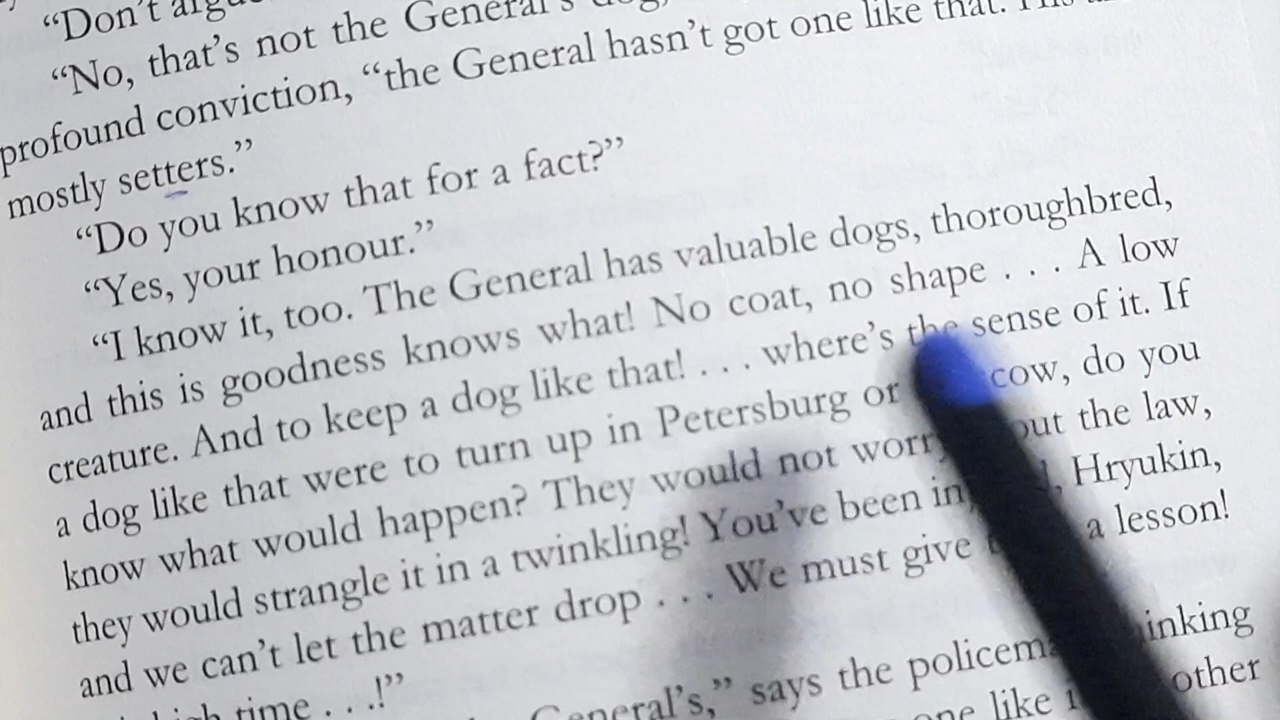 “Don’t
“No, that’s not the General’s dog,
profound conviction, “the General hasn’t got one like that. His
mostly setters.”
“Do you know that for a fact?”
“Yes, your honour.”
“I know it, too. The General has valuable dogs, thoroughbred,
and this is goodness knows what! No coat, no shape . . . A low
creature. And to keep a dog like that! . . . where’s the sense of it. If
a dog like that were to turn up in Petersburg or cow, do you
know what would happen? They would not worry out the law,
they would strangle it in a twinkling! You’ve been in Hryukin,
and we can’t let the matter drop . . . We must give a lesson!
time . . .!”
General’s,” says the policeman inking
one like other